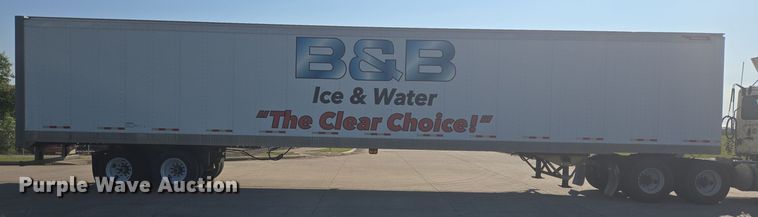 B&B
Ice & Water
"The Clear Choice!"
Purple Wave Auction